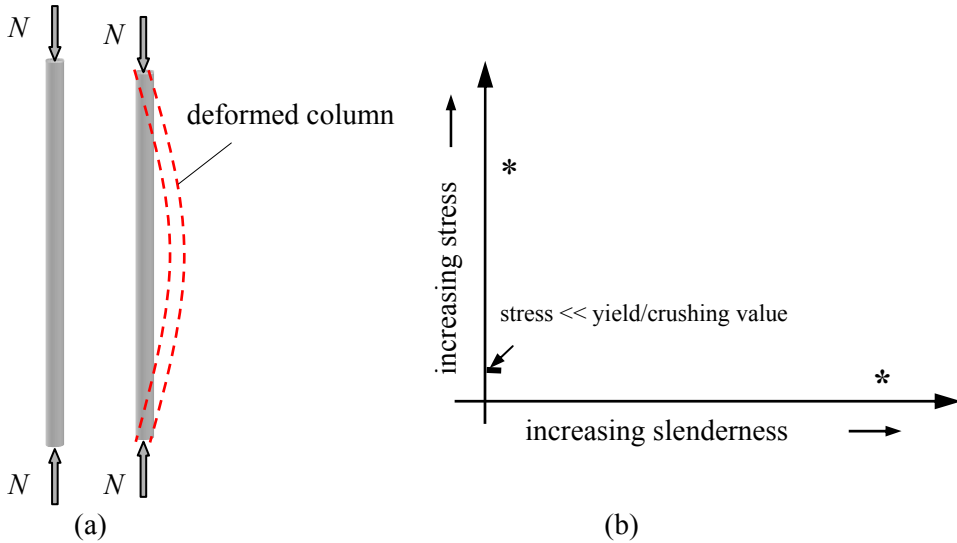 N
N
deformed column
N
N
(a)
increasing stress
*
stress << yield/crushing value
*
increasing slenderness
(b)